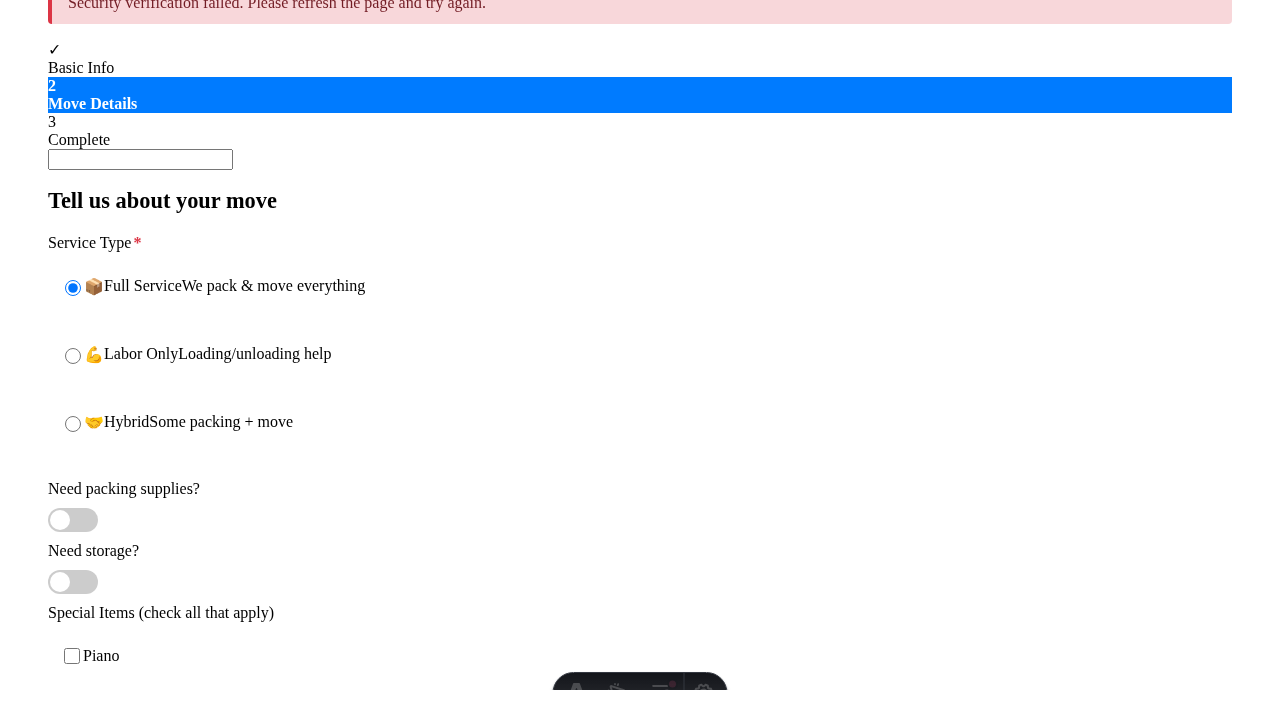 Security verification failed. Please refresh the page and try again.
✓
Basic Info
2
Move Details
3
Complete
Tell us about your move
Service Type *
📦Full ServiceWe pack & move everything
💪Labor OnlyLoading/unloading help
🤝HybridSome packing + move
Need packing supplies?
Need storage?
Special Items (check all that apply)
Piano